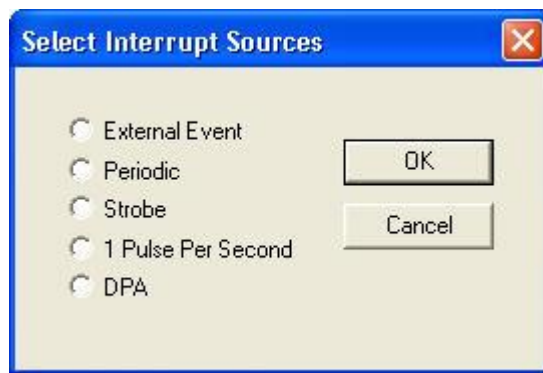 Select Interrupt Sources
External Event
Periodic
Strobe
1 Pulse Per Second
DPA
OK
Cancel